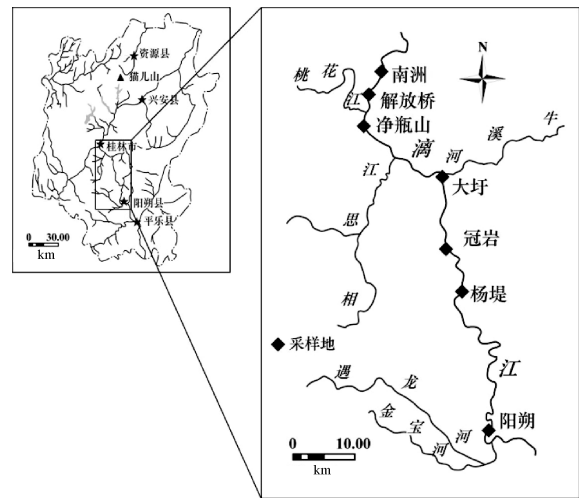 资源县
猫儿山
兴安县
桂林市
阳朔县
平乐县
0 30.00
km
N
桃花江
南洲
解放桥
净瓶山
漓江
牛溪河
大圩
相思江
冠岩
杨堤
采样地
遇龙河
金宝河
阳朔
0 10.00
km